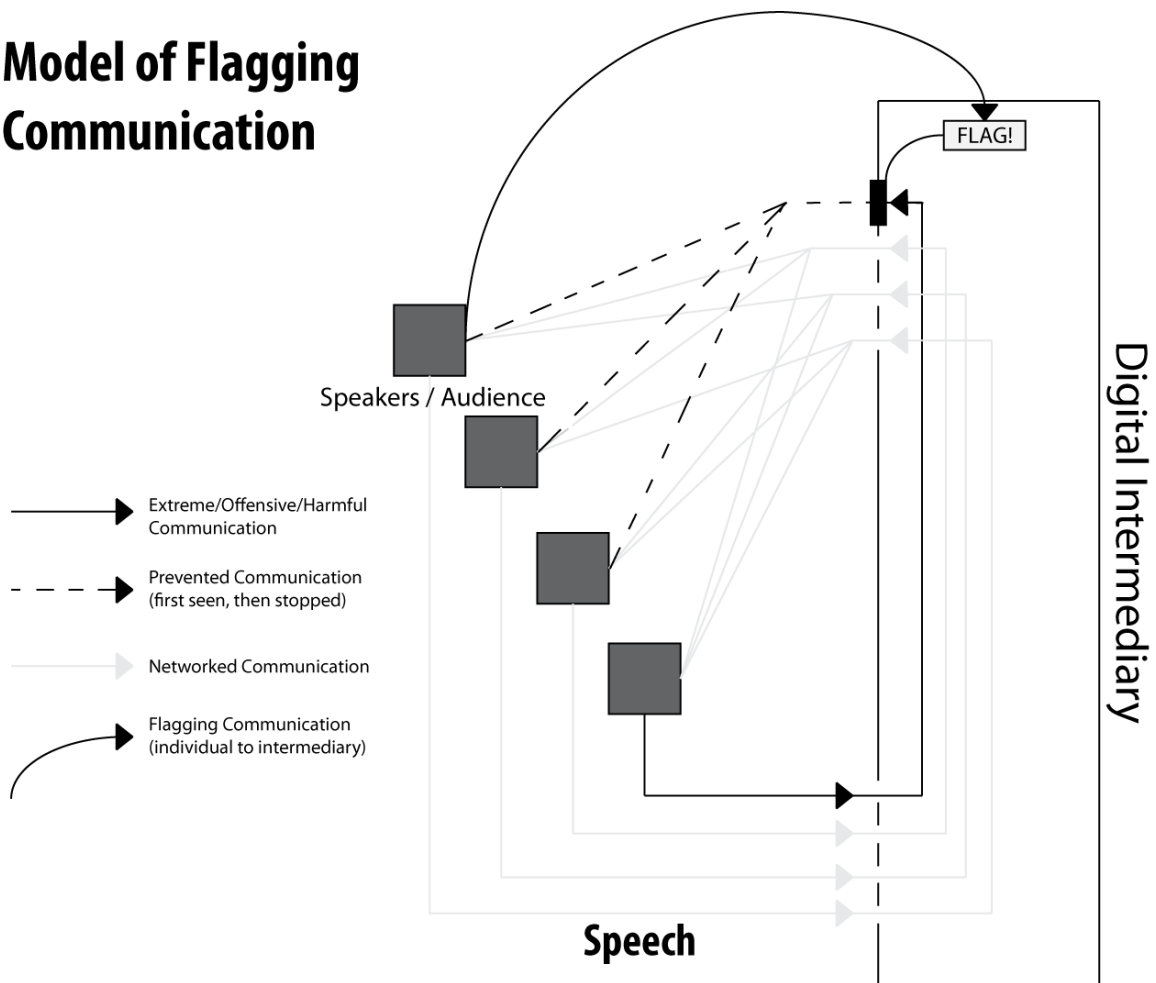 Model of Flagging
Communication
FLAG!
Speakers / Audience
Extreme/Offensive/Harmful
Communication
Prevented Communication
(first seen, then stopped)
Networked Communication
Flagging Communication
(individual to intermediary)
Digital Intermediary
Speech